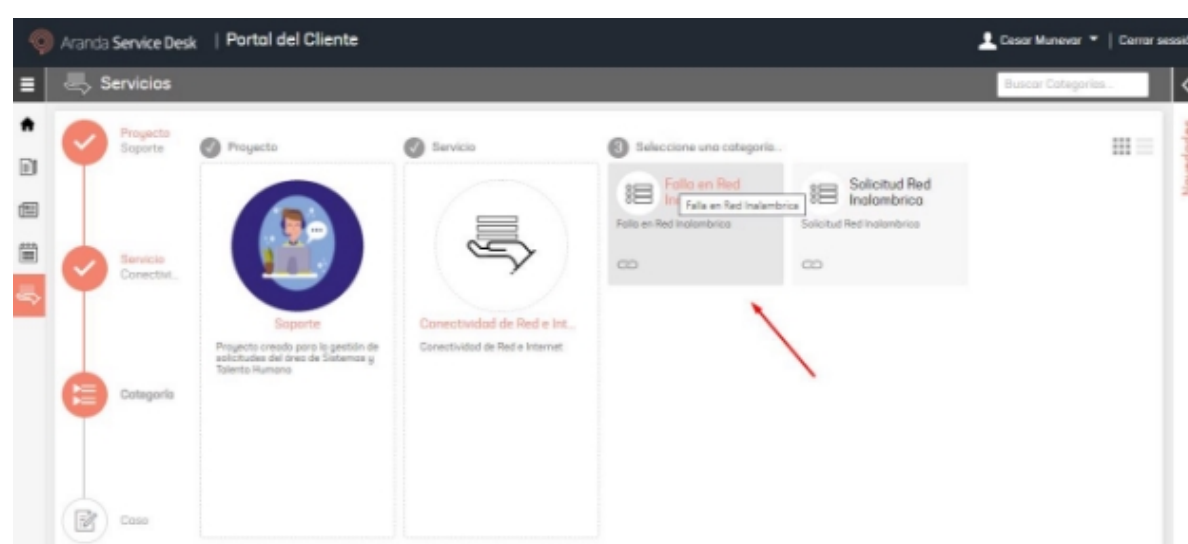 Aranda Service Desk | Portal del Cliente
Cesar Munevar | Cerrar sesió
Servicios
Buscar Categorías...
Novedades
Proyecto
Soporte
Servicio
Conectivi...
Categoría
Caso
Proyecto
Soporte
Proyecto creado para la gestión de
solicitudes del área de Sistemas y
Talento Humano
Servicio
Conectividad de Red e Int...
Conectividad de Red e Internet
3 Seleccione una categoría...
Falla en Red
Falla en Red Inalambrica
Falla en Red Inalambrica
Solicitud Red
Inalambrica
Solicitud Red Inalambrica